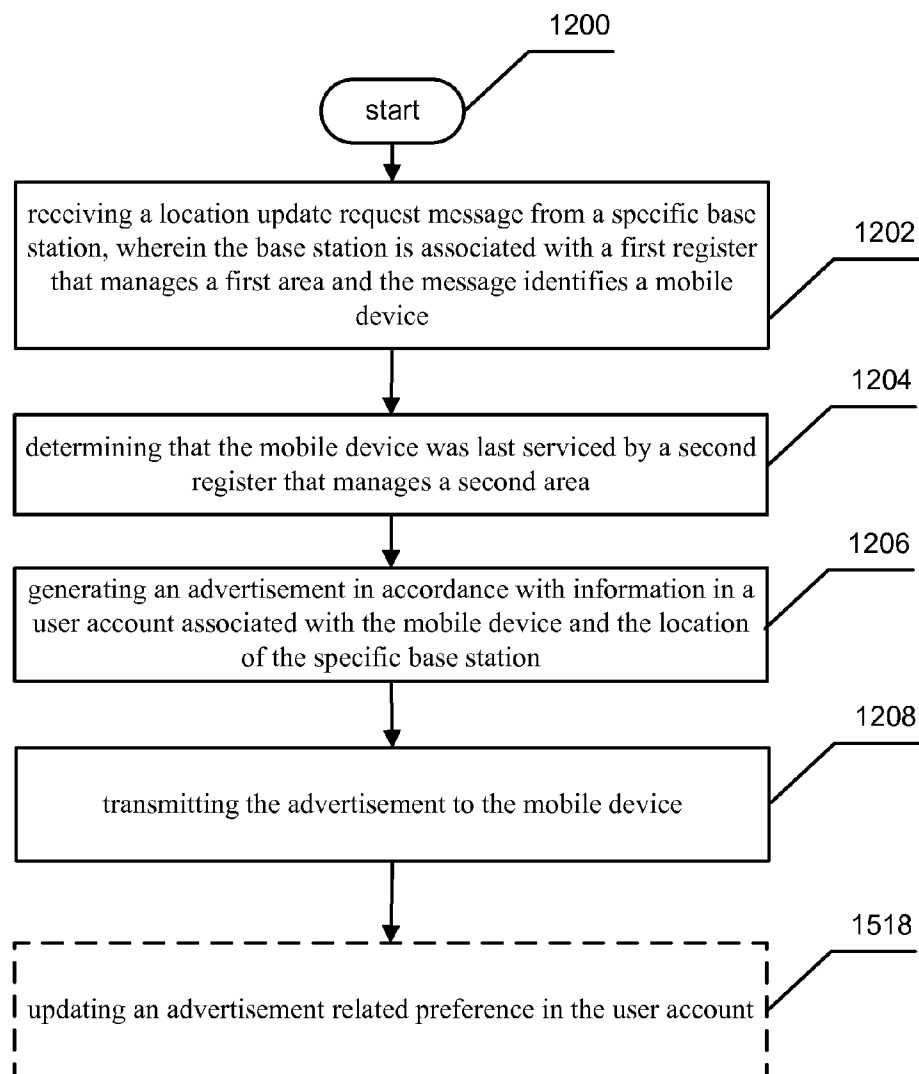 1200
start
receiving a location update request message from a specific base
station, wherein the base station is associated with a first register
that manages a first area and the message identifies a mobile
device
1202
determining that the mobile device was last serviced by a second
register that manages a second area
1204
generating an advertisement in accordance with information in a
user account associated with the mobile device and the location
of the specific base station
1206
transmitting the advertisement to the mobile device
1208
updating an advertisement related preference in the user account
1518